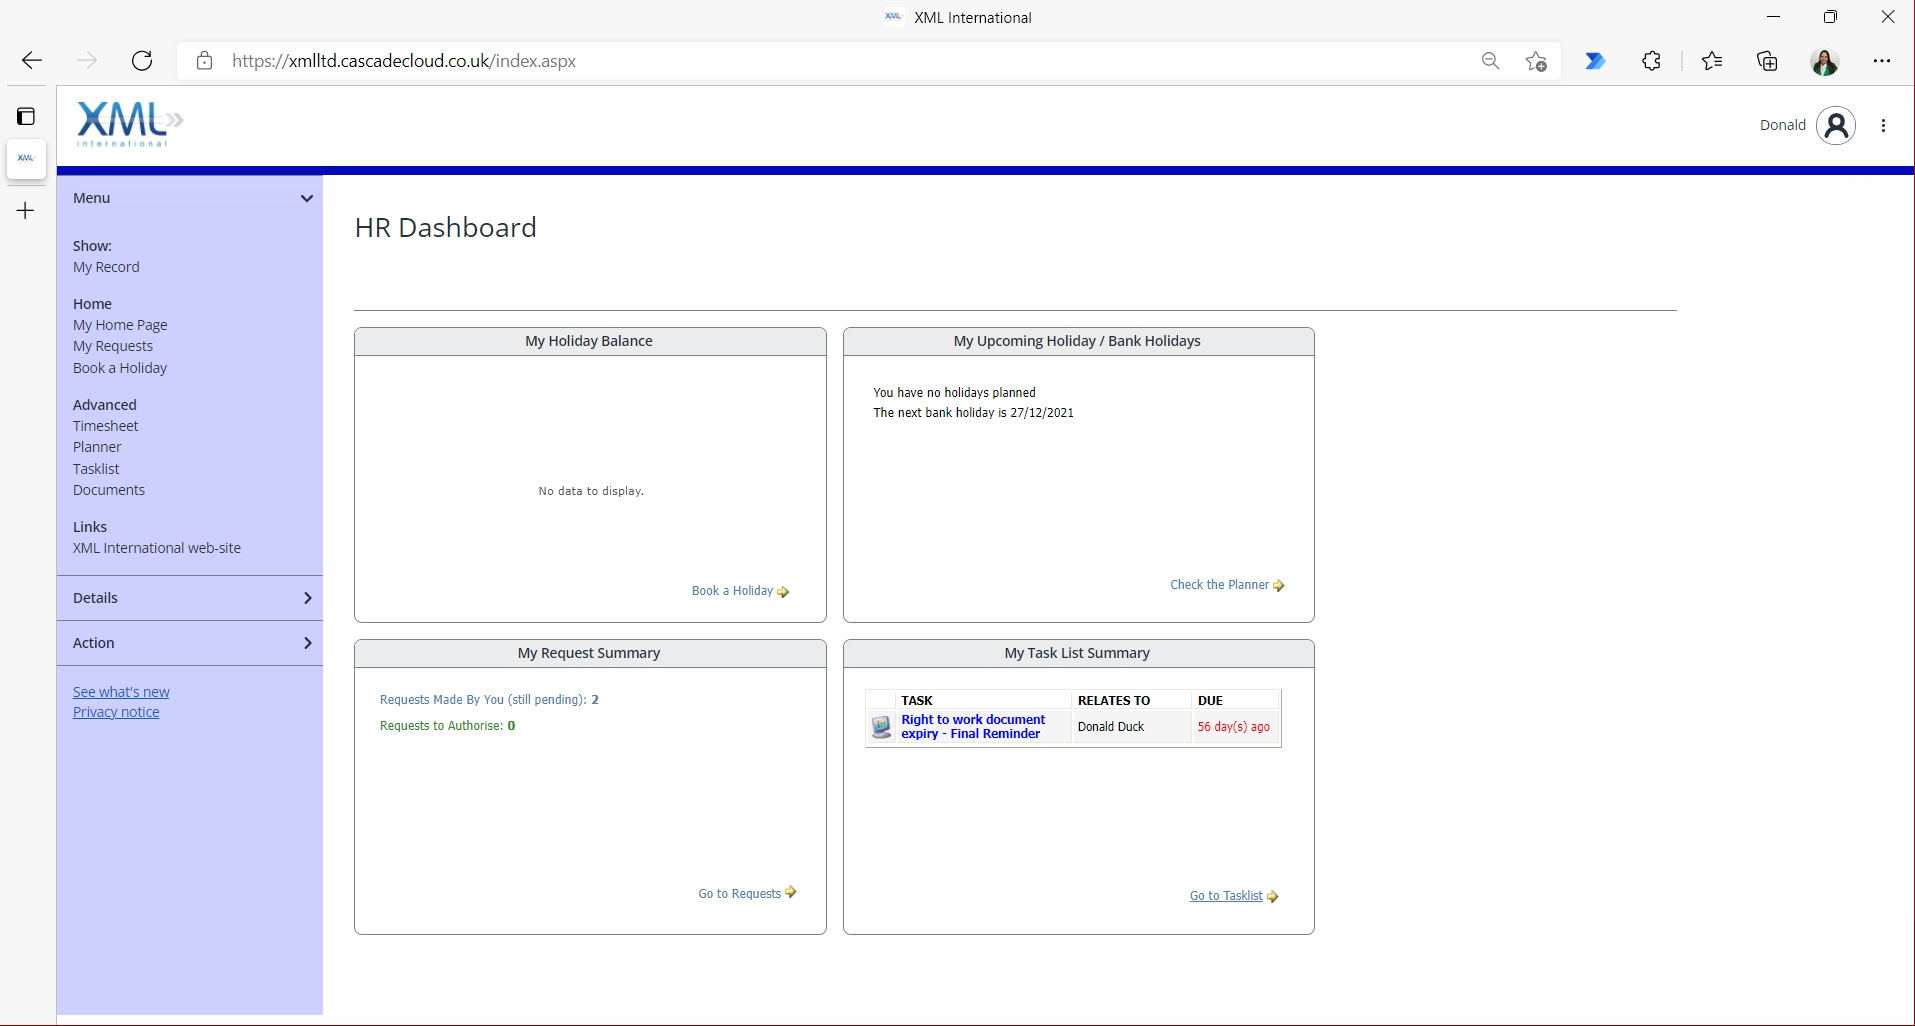 XML International
https://xmlltd.cascadecloud.co.uk/index.aspx
XML
XML
international
Donald
Menu
Show:
My Record
Home
My Home Page
My Requests
Book a Holiday
Advanced
Timesheet
Planner
Tasklist
Documents
Links
XML International web-site
Details
Action
See what's new
Privacy notice
HR Dashboard
My Holiday Balance
No data to display.
Book a Holiday
My Upcoming Holiday / Bank Holidays
You have no holidays planned
The next bank holiday is 27/12/2021
Check the Planner
My Request Summary
Requests Made By You (still pending): 2
Requests to Authorise: 0
Go to Requests
My Task List Summary
TASK RELATES TO DUE
Right to work document
expiry - Final Reminder
Donald Duck
56 day(s) ago
Go to Tasklist